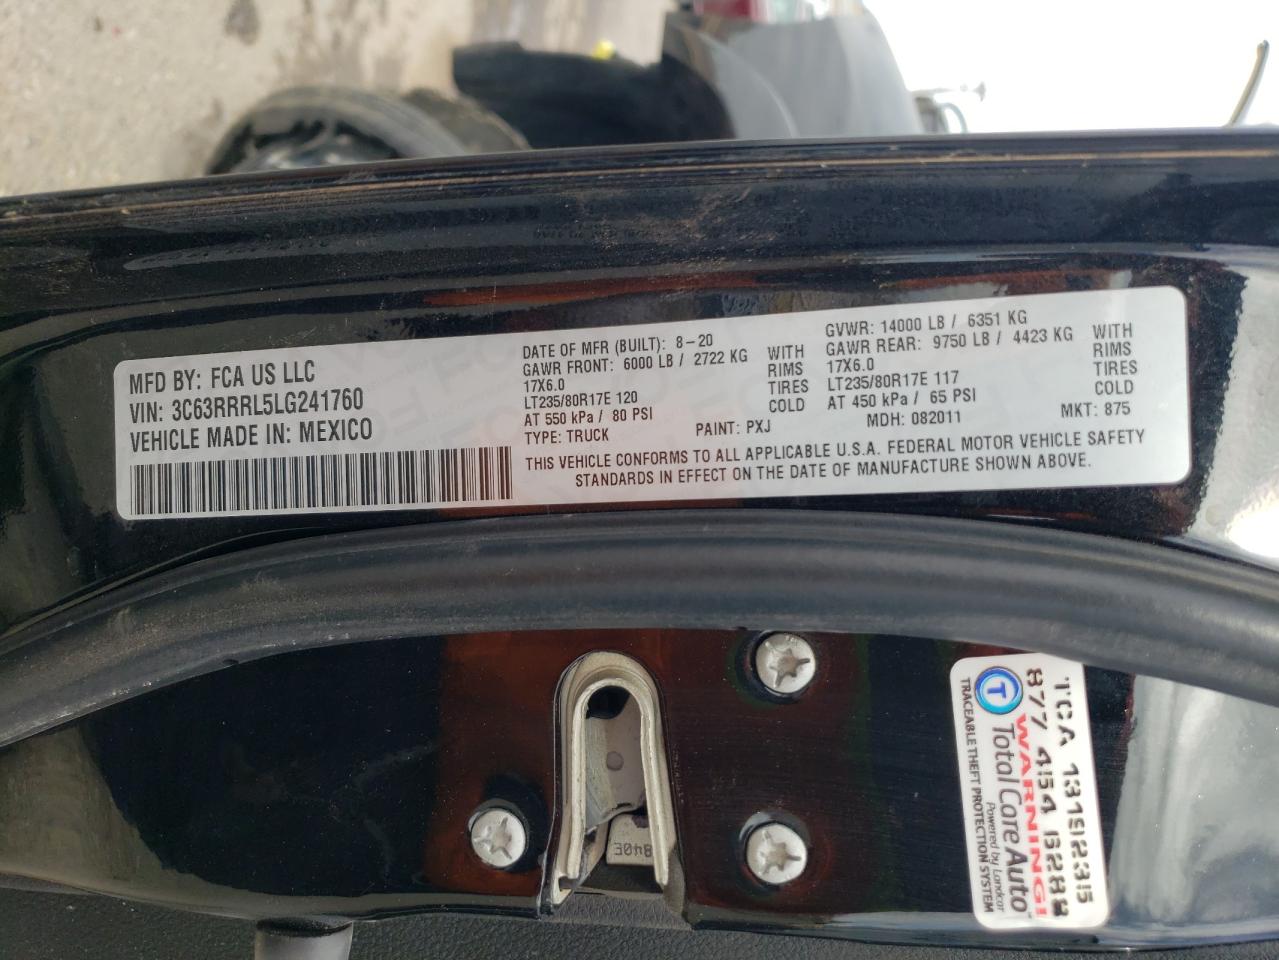 MFD BY: FCA US LLC
VIN: 3C63RRRL5LG241760
VEHICLE MADE IN: MEXICO
DATE OF MFR (BUILT): 8-20
GAWR FRONT: 6000 LB / 2722 KG WITH
17X6.0 RIMS
LT235/80R17E 120 TIRES
AT 550 kPa / 80 PSI COLD
TYPE: TRUCK PAINT: PXJ
GVWR: 14000 LB / 6351 KG
GAWR REAR: 9750 LB / 4423 KG WITH
17X6.0 RIMS
LT235/80R17E 117 TIRES
AT 450 kPa / 65 PSI COLD
MDH: 082011 MKT: 875
THIS VEHICLE CONFORMS TO ALL APPLICABLE U.S.A. FEDERAL MOTOR VEHICLE SAFETY
STANDARDS IN EFFECT ON THE DATE OF MANUFACTURE SHOWN ABOVE.
TCA 13192335
877 454 8288
WARNING!
T Total Care Auto
Powered by Landcar
TRACEABLE THEFT PROTECTION SYSTEM